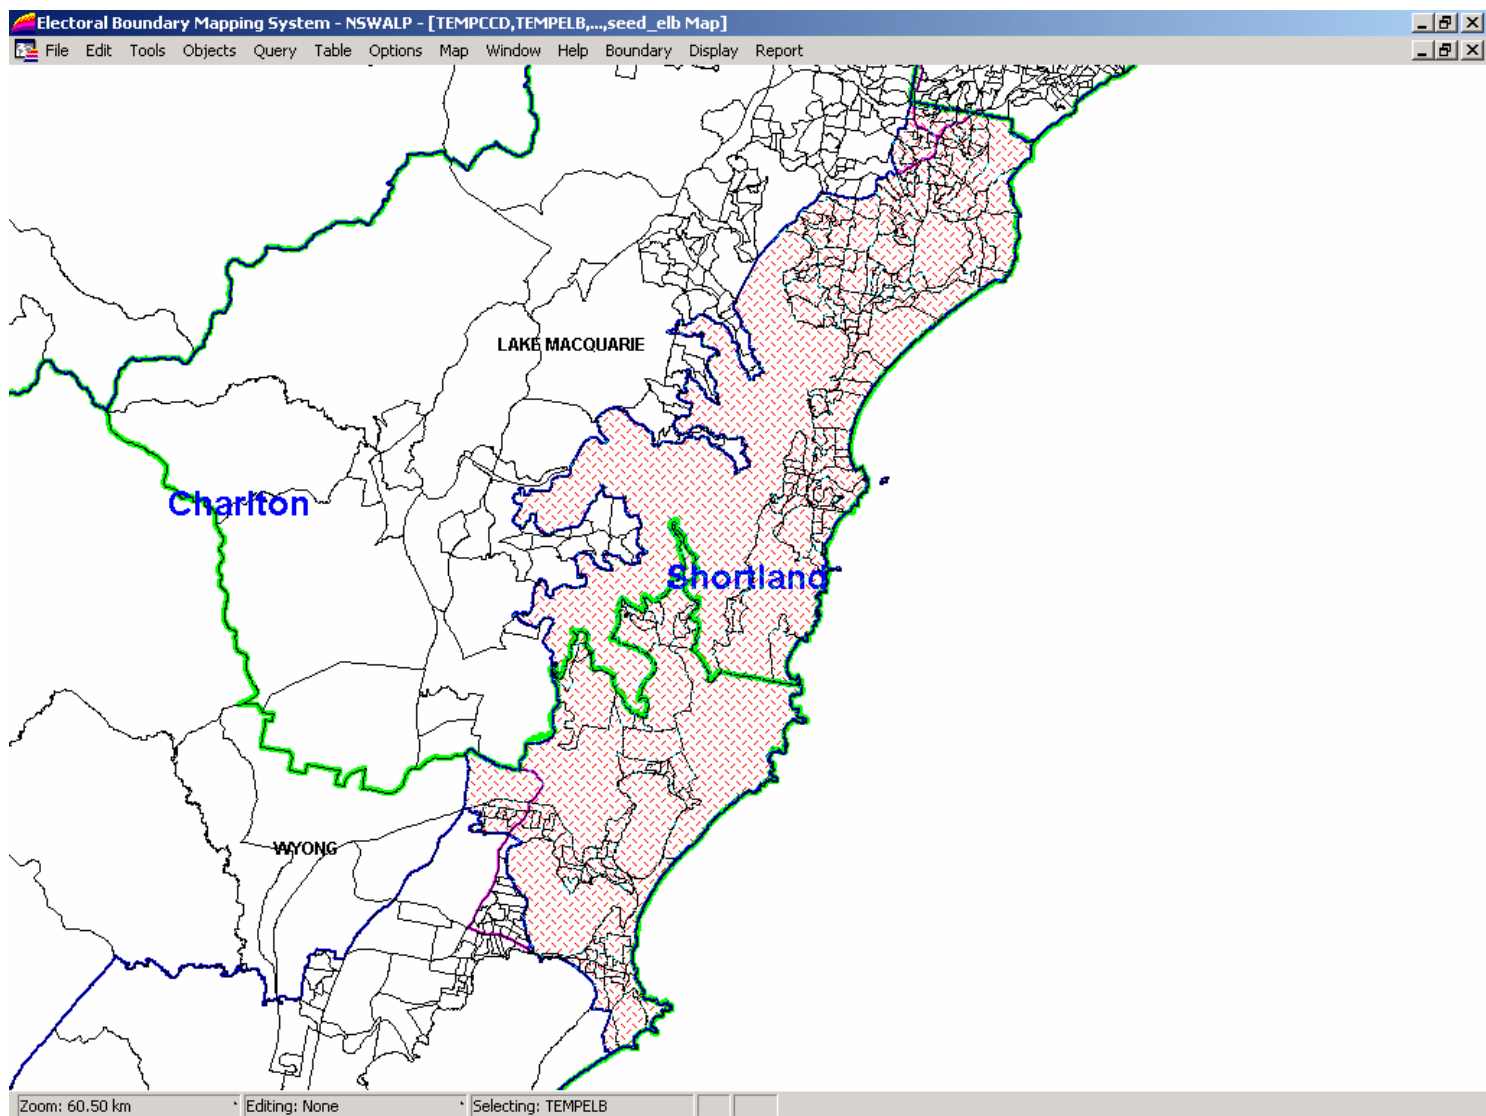 Electoral Boundary Mapping System - NSWALP - [TEMPCCD,TEMPELB,...,seed_elb Map]
File Edit Tools Objects Query Table Options Map Window Help Boundary Display Report
LAKE MACQUARIE
Charlton
Shortland
WYONG
Zoom: 60.50 km Editing: None Selecting: TEMPELB